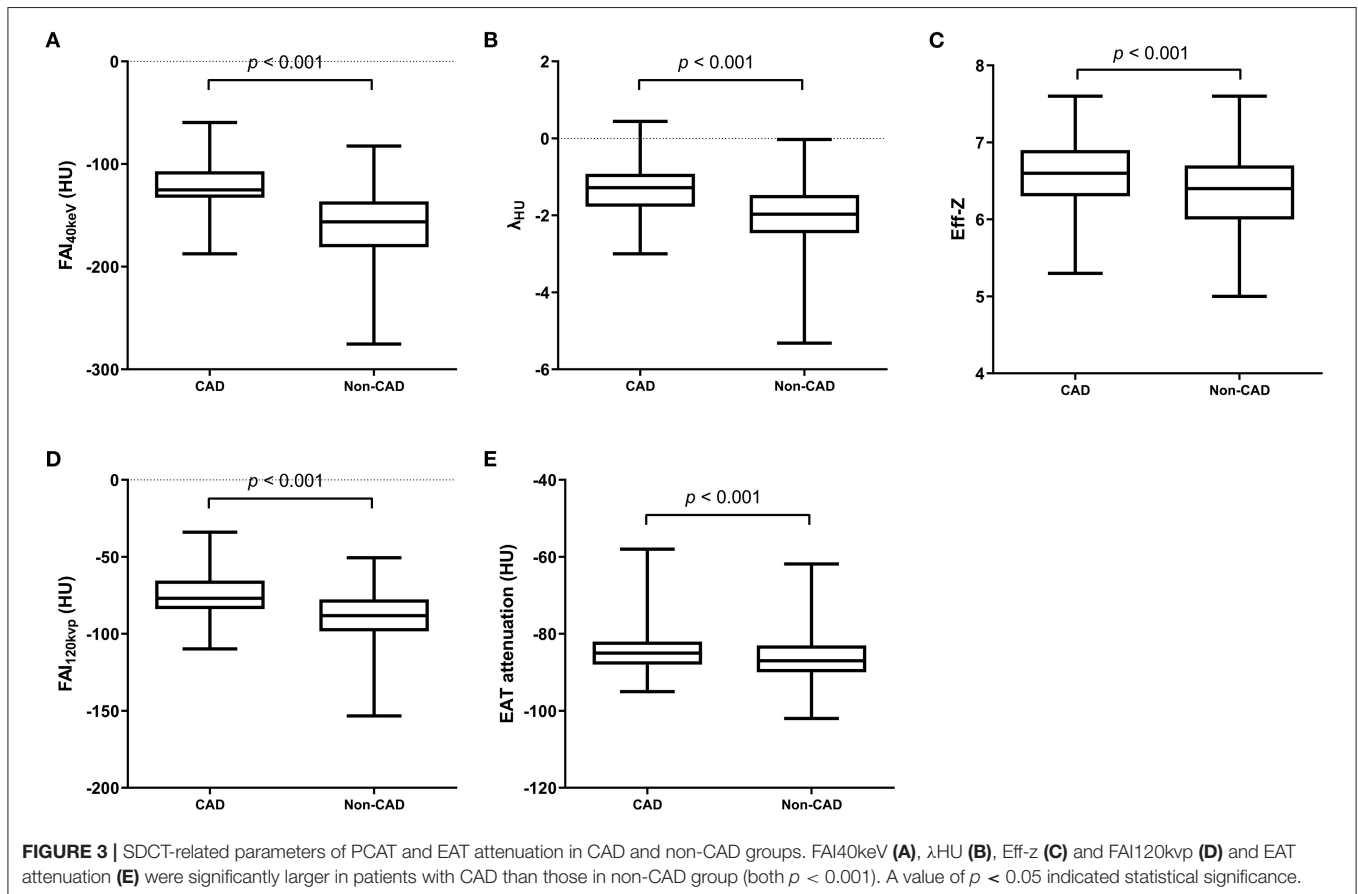 A
0
-100
-200
-300
FAI40keV (HU)
p < 0.001
CAD
Non-CAD
B
2
0
-2
-4
-6
λHU
p < 0.001
CAD
Non-CAD
C
8
7
6
5
4
Eff-Z
p < 0.001
CAD
Non-CAD
D
0
-50
-100
-150
-200
FAI120kvp (HU)
p < 0.001
CAD
Non-CAD
E
-40
-60
-80
-100
-120
EAT attenuation (HU)
p < 0.001
CAD
Non-CAD
FIGURE 3 | SDCT-related parameters of PCAT and EAT attenuation in CAD and non-CAD groups. FAI40keV (A), λHU (B), Eff-z (C) and FAI120kvp (D) and EAT
attenuation (E) were significantly larger in patients with CAD than those in non-CAD group (both p < 0.001). A value of p < 0.05 indicated statistical significance.